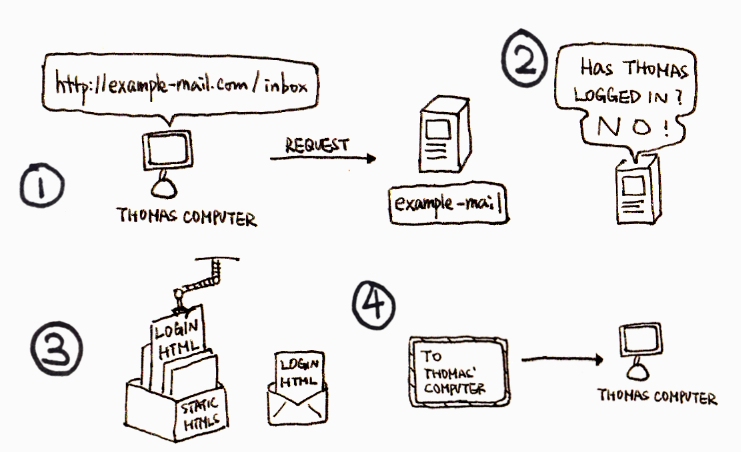 ①
http://example-mail.com/inbox
REQUEST
THOMAS COMPUTER
example-mail
②
HAS THOMAS
LOGGED IN?
NO!
③
LOGIN
HTML
STATIC
HTMLS
LOGIN
HTML
④
TO
THOMAS'
COMPUTER
THOMAS COMPUTER